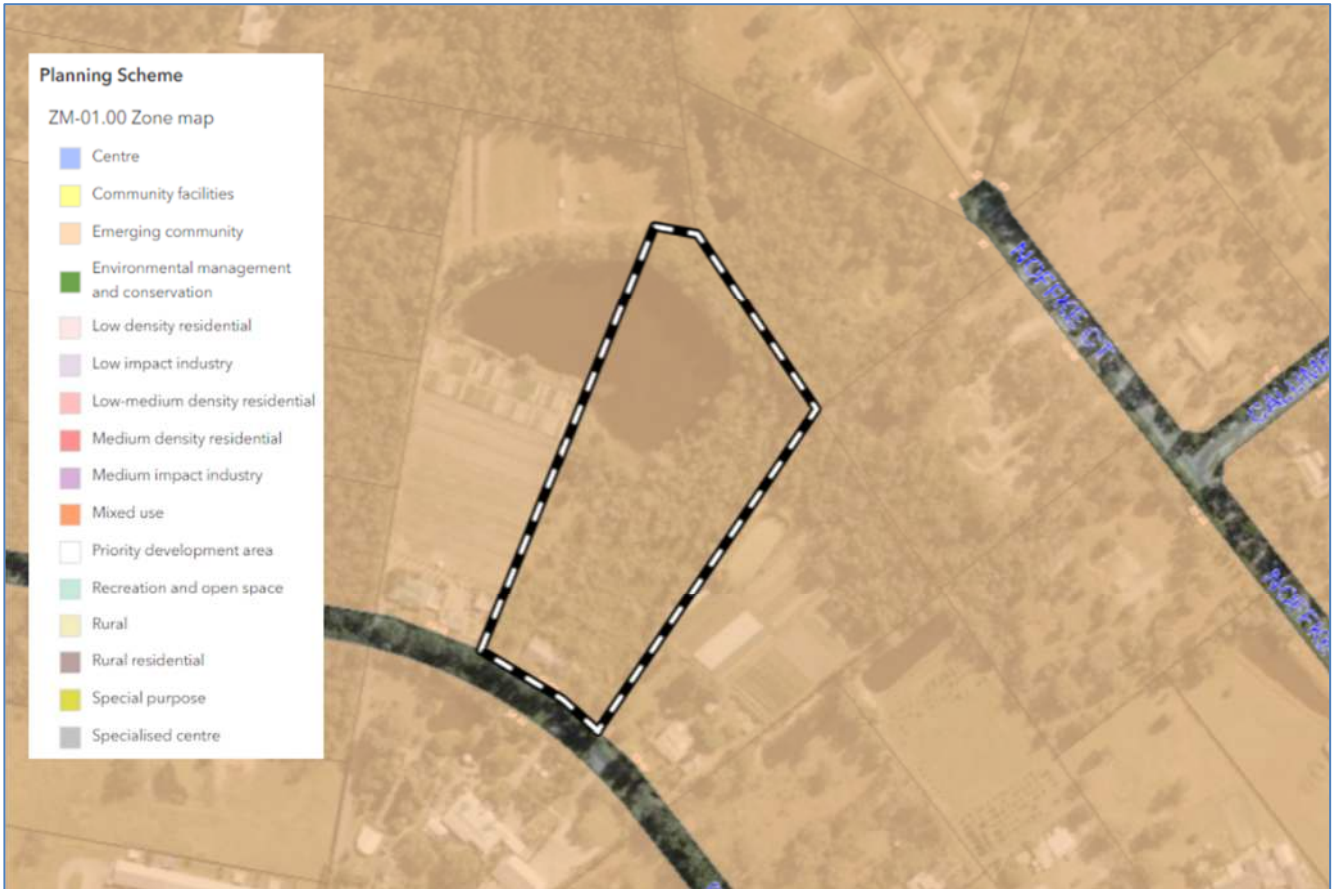 Planning Scheme
ZM-01.00 Zone map
Centre
Community facilities
Emerging community
Environmental management
and conservation
Low density residential
Low impact industry
Low-medium density residential
Medium density residential
Medium impact industry
Mixed use
Priority development area
Recreation and open space
Rural
Rural residential
Special purpose
Specialised centre
NOFFKE CT